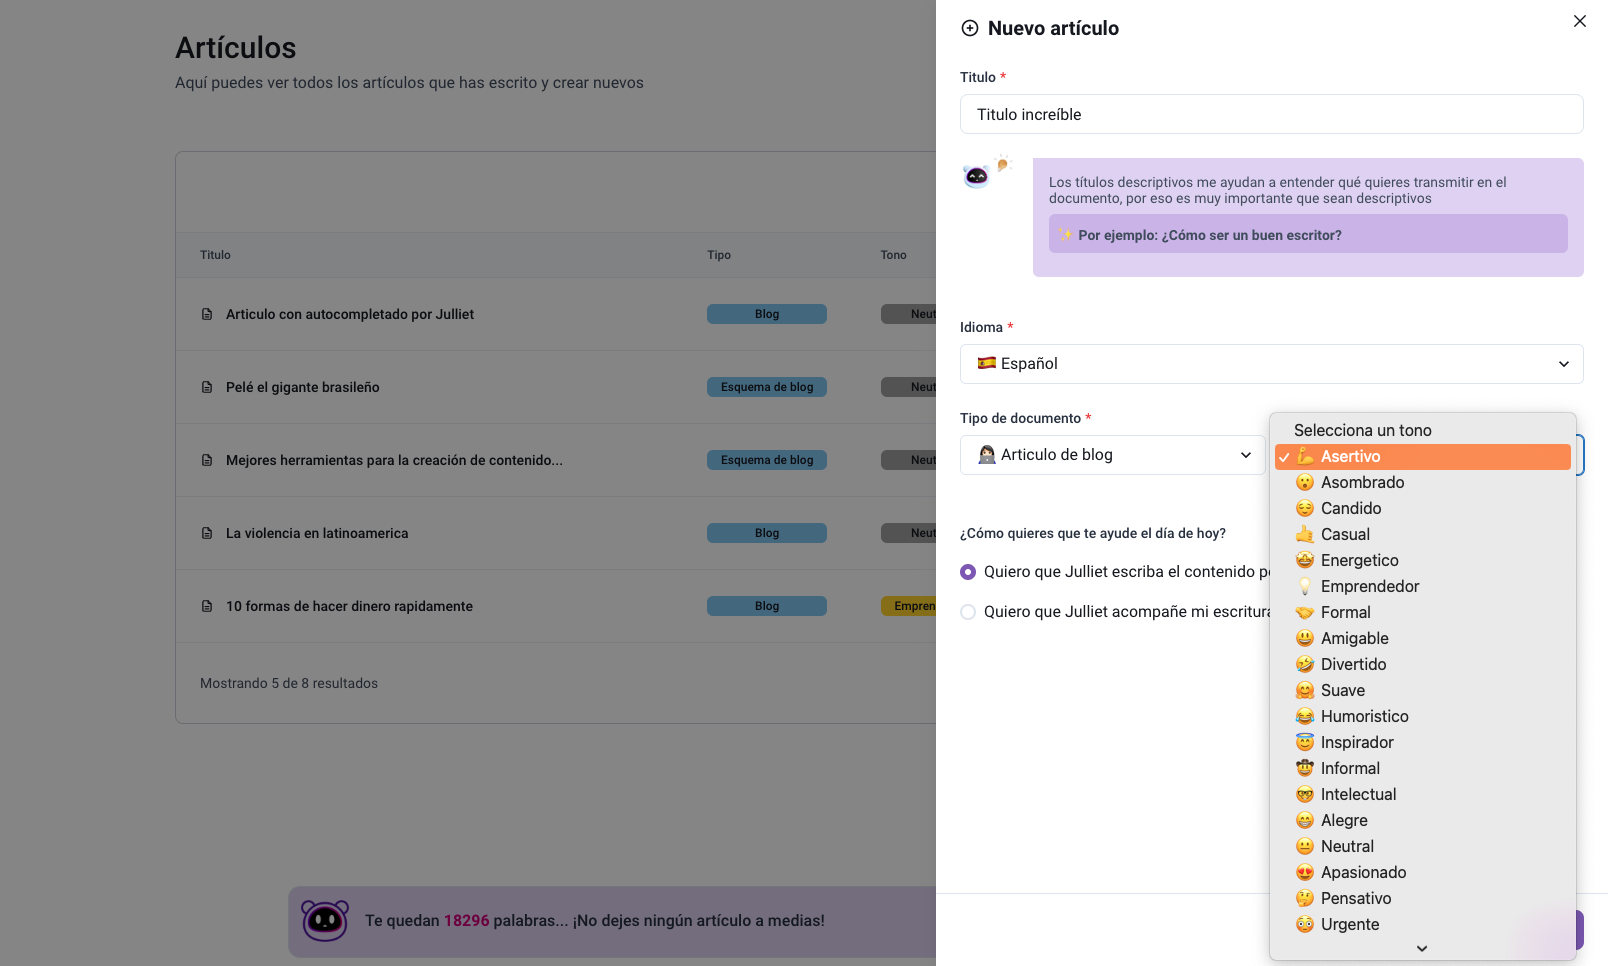 Artículos
Aquí puedes ver todos los artículos que has escrito y crear nuevos
Titulo
Tipo
Tono
Articulo con autocompletado por Julliet
Blog
Neut
Pelé el gigante brasileño
Esquema de blog
Neut
Mejores herramientas para la creación de contenido...
Esquema de blog
Neut
La violencia en latinoamerica
Blog
Neut
10 formas de hacer dinero rapidamente
Blog
Empren
Mostrando 5 de 8 resultados
Te quedan 18296 palabras... ¡No dejes ningún artículo a medias!
Nuevo artículo
Titulo *
Titulo increíble
Los títulos descriptivos me ayudan a entender qué quieres transmitir en el
documento, por eso es muy importante que sean descriptivos
✨ Por ejemplo: ¿Cómo ser un buen escritor?
Idioma *
🇪🇸 Español
Tipo de documento *
👩🏻‍💻 Articulo de blog
¿Cómo quieres que te ayude el día de hoy?
Quiero que Julliet escriba el contenido p
Quiero que Julliet acompañe mi escritura
Selecciona un tono
✓ 💪 Asertivo
😮 Asombrado
😌 Candido
🤙 Casual
🤩 Energetico
💡 Emprendedor
🤝 Formal
😃 Amigable
🤣 Divertido
🤗 Suave
😂 Humoristico
😇 Inspirador
🤠 Informal
🤓 Intelectual
😁 Alegre
😐 Neutral
😍 Apasionado
🤔 Pensativo
😳 Urgente